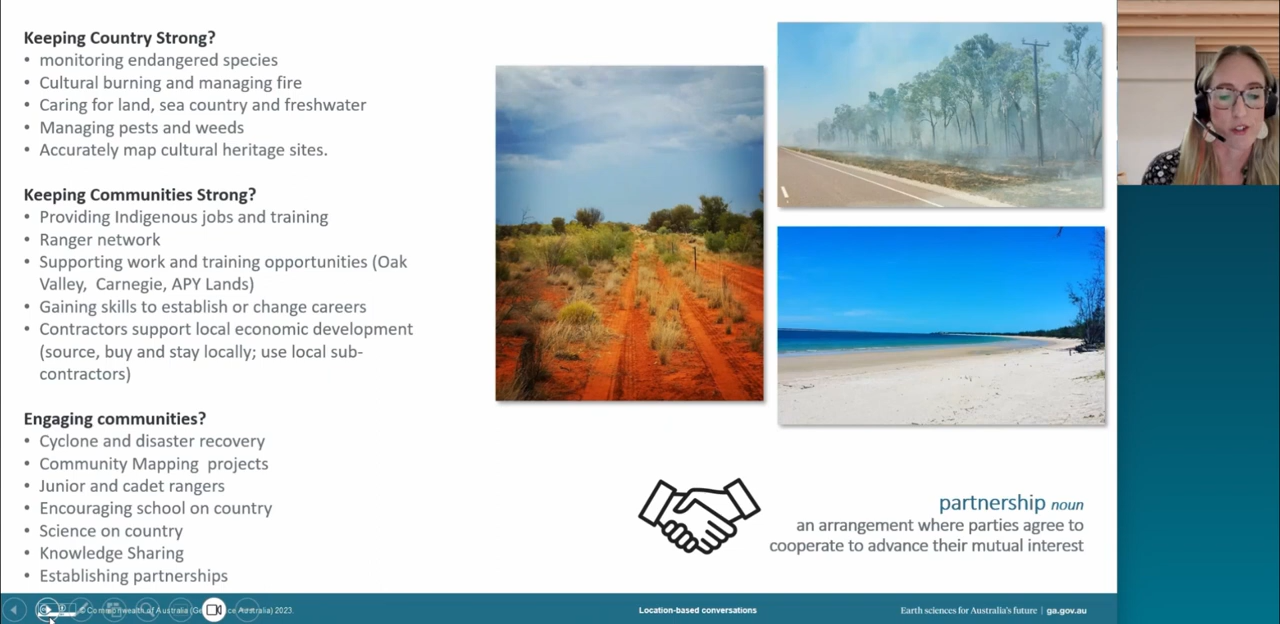 Keeping Country Strong?
• monitoring endangered species
• Cultural burning and managing fire
• Caring for land, sea country and freshwater
• Managing pests and weeds
• Accurately map cultural heritage sites.
Keeping Communities Strong?
• Providing Indigenous jobs and training
• Ranger network
• Supporting work and training opportunities (Oak
Valley, Carnegie, APY Lands)
• Gaining skills to establish or change careers
• Contractors support local economic development
(source, buy and stay locally; use local sub-
contractors)
Engaging communities?
• Cyclone and disaster recovery
• Community Mapping projects
• Junior and cadet rangers
• Encouraging school on country
• Science on country
• Knowledge Sharing
• Establishing partnerships
partnership noun
an arrangement where parties agree to
cooperate to advance their mutual interest
of Australia 2023.
Location-based conversations
Earth sciences for Australia's future | ga.gov.au